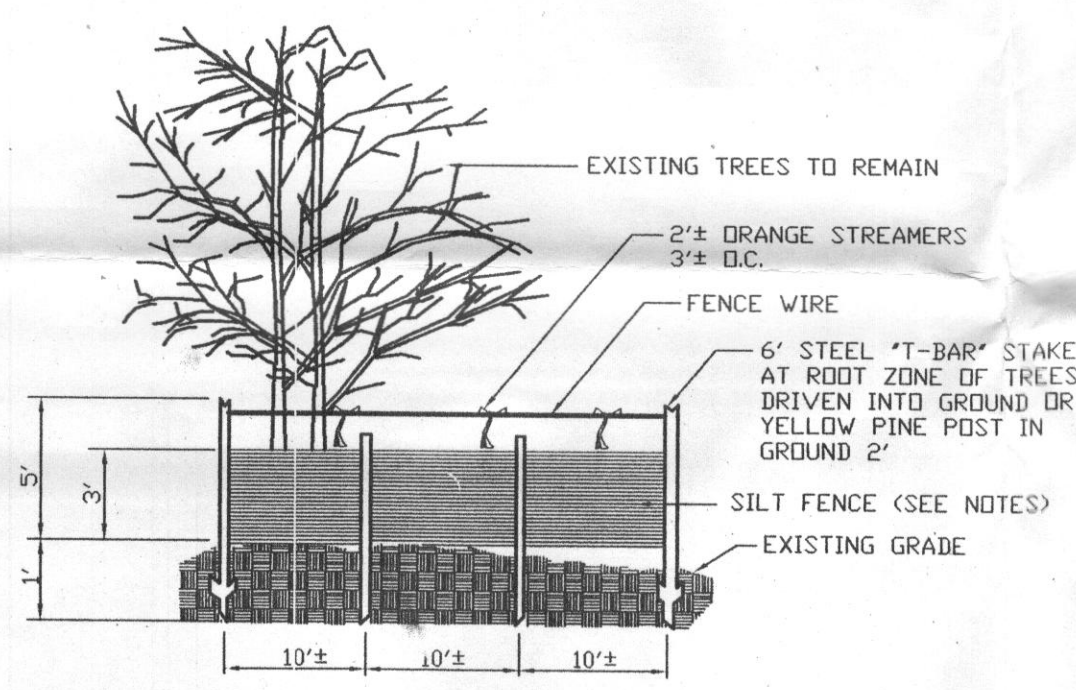 EXISTING TREES TO REMAIN
2'± ORANGE STREAMERS
3'± O.C.
FENCE WIRE
6' STEEL "T-BAR" STAKE
AT ROOT ZONE OF TREES
DRIVEN INTO GROUND OR
YELLOW PINE POST IN
GROUND 2'
SILT FENCE (SEE NOTES)
EXISTING GRADE
5'
3'
1'
10'± 10'± 10'±